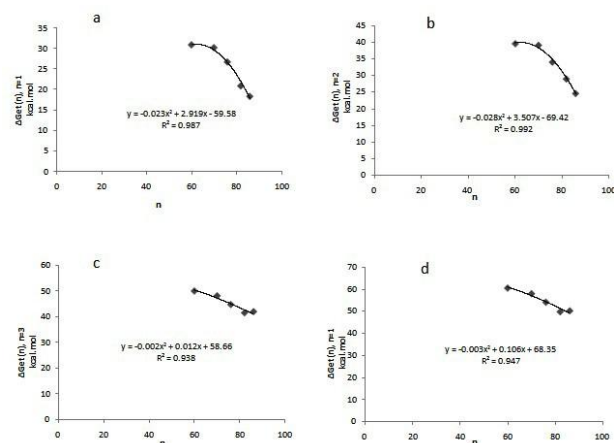 a
ΔGet(n), n=1
kcal.mol
35
30
25
20
15
10
5
0
y = -0.023x² + 2.919x - 59.58
R² = 0.987
0 20 40 60 80 100
n
b
ΔGet(n), n=2
kcal.mol
45
40
35
30
25
20
15
10
5
0
y = -0.028x² + 3.507x - 69.42
R² = 0.992
0 20 40 60 80 100
n
c
ΔGet(n), n=3
kcal.mol
60
50
40
30
20
10
0
y = -0.002x² + 0.012x + 58.66
R² = 0.938
0 20 40 60 80 100
d
ΔGet(n), n=1
kcal.mol
70
60
50
40
30
20
10
0
y = -0.003x² + 0.106x + 68.35
R² = 0.947
0 20 40 60 80 100